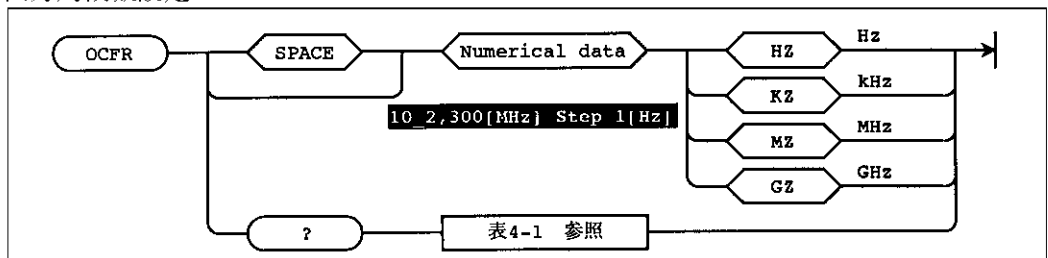 OCFR
SPACE
Numerical data
HZ
Hz
KZ
kHz
10_2,300[MHz] Step 1[Hz]
MZ
MHz
GZ
GHz
?
表4-1 参照